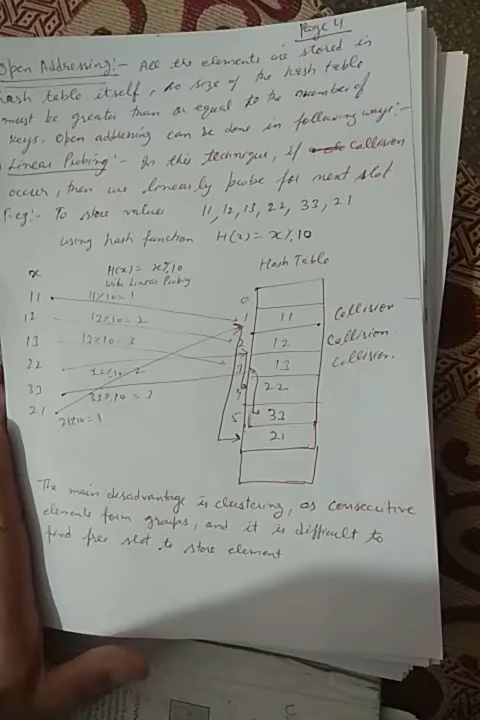 Page 4
Open Addressing:- All the elements are stored in
hash table itself, so size of the hash table
must be greater than or equal to the number of
keys. Open addressing can be done in following ways:-
Linear Probing:- In this technique, if collision
occur, then we linearly probe for next slot
eg:- To store values 11, 12, 13, 22, 33, 21
using hash function H(x) = x%10
x H(x) = x%10 Hash Table
with Linear Probing
0
11 11%10 = 1 1 11 Collision
12 12%10 = 2 2 12 Collision
13 13%10 = 3 3 13 Collision
22 22%10 = 2 4 22
33 33%10 = 3 5 33
21 21%10 = 1 21
The main disadvantage is clustering, as consecutive
elements form groups, and it is difficult to
find free slot to store element